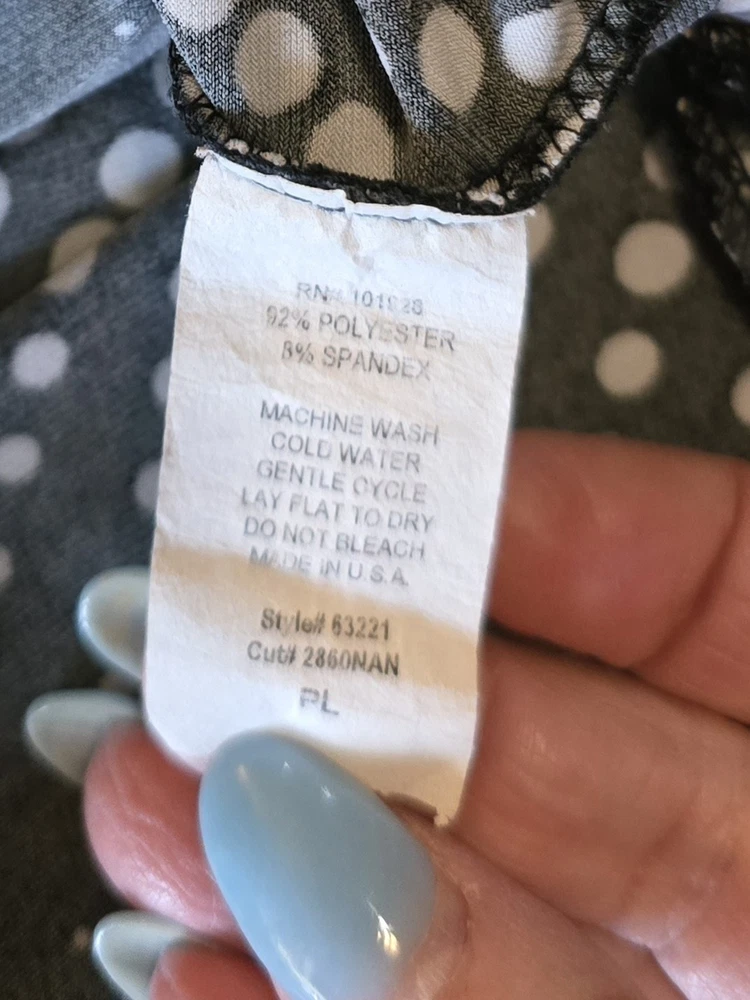 RN# 101928
92% POLYESTER
8% SPANDEX
MACHINE WASH
COLD WATER
GENTLE CYCLE
LAY FLAT TO DRY
DO NOT BLEACH
MADE IN U.S.A.
Style# 63221
Cut# 2860NAN
PL